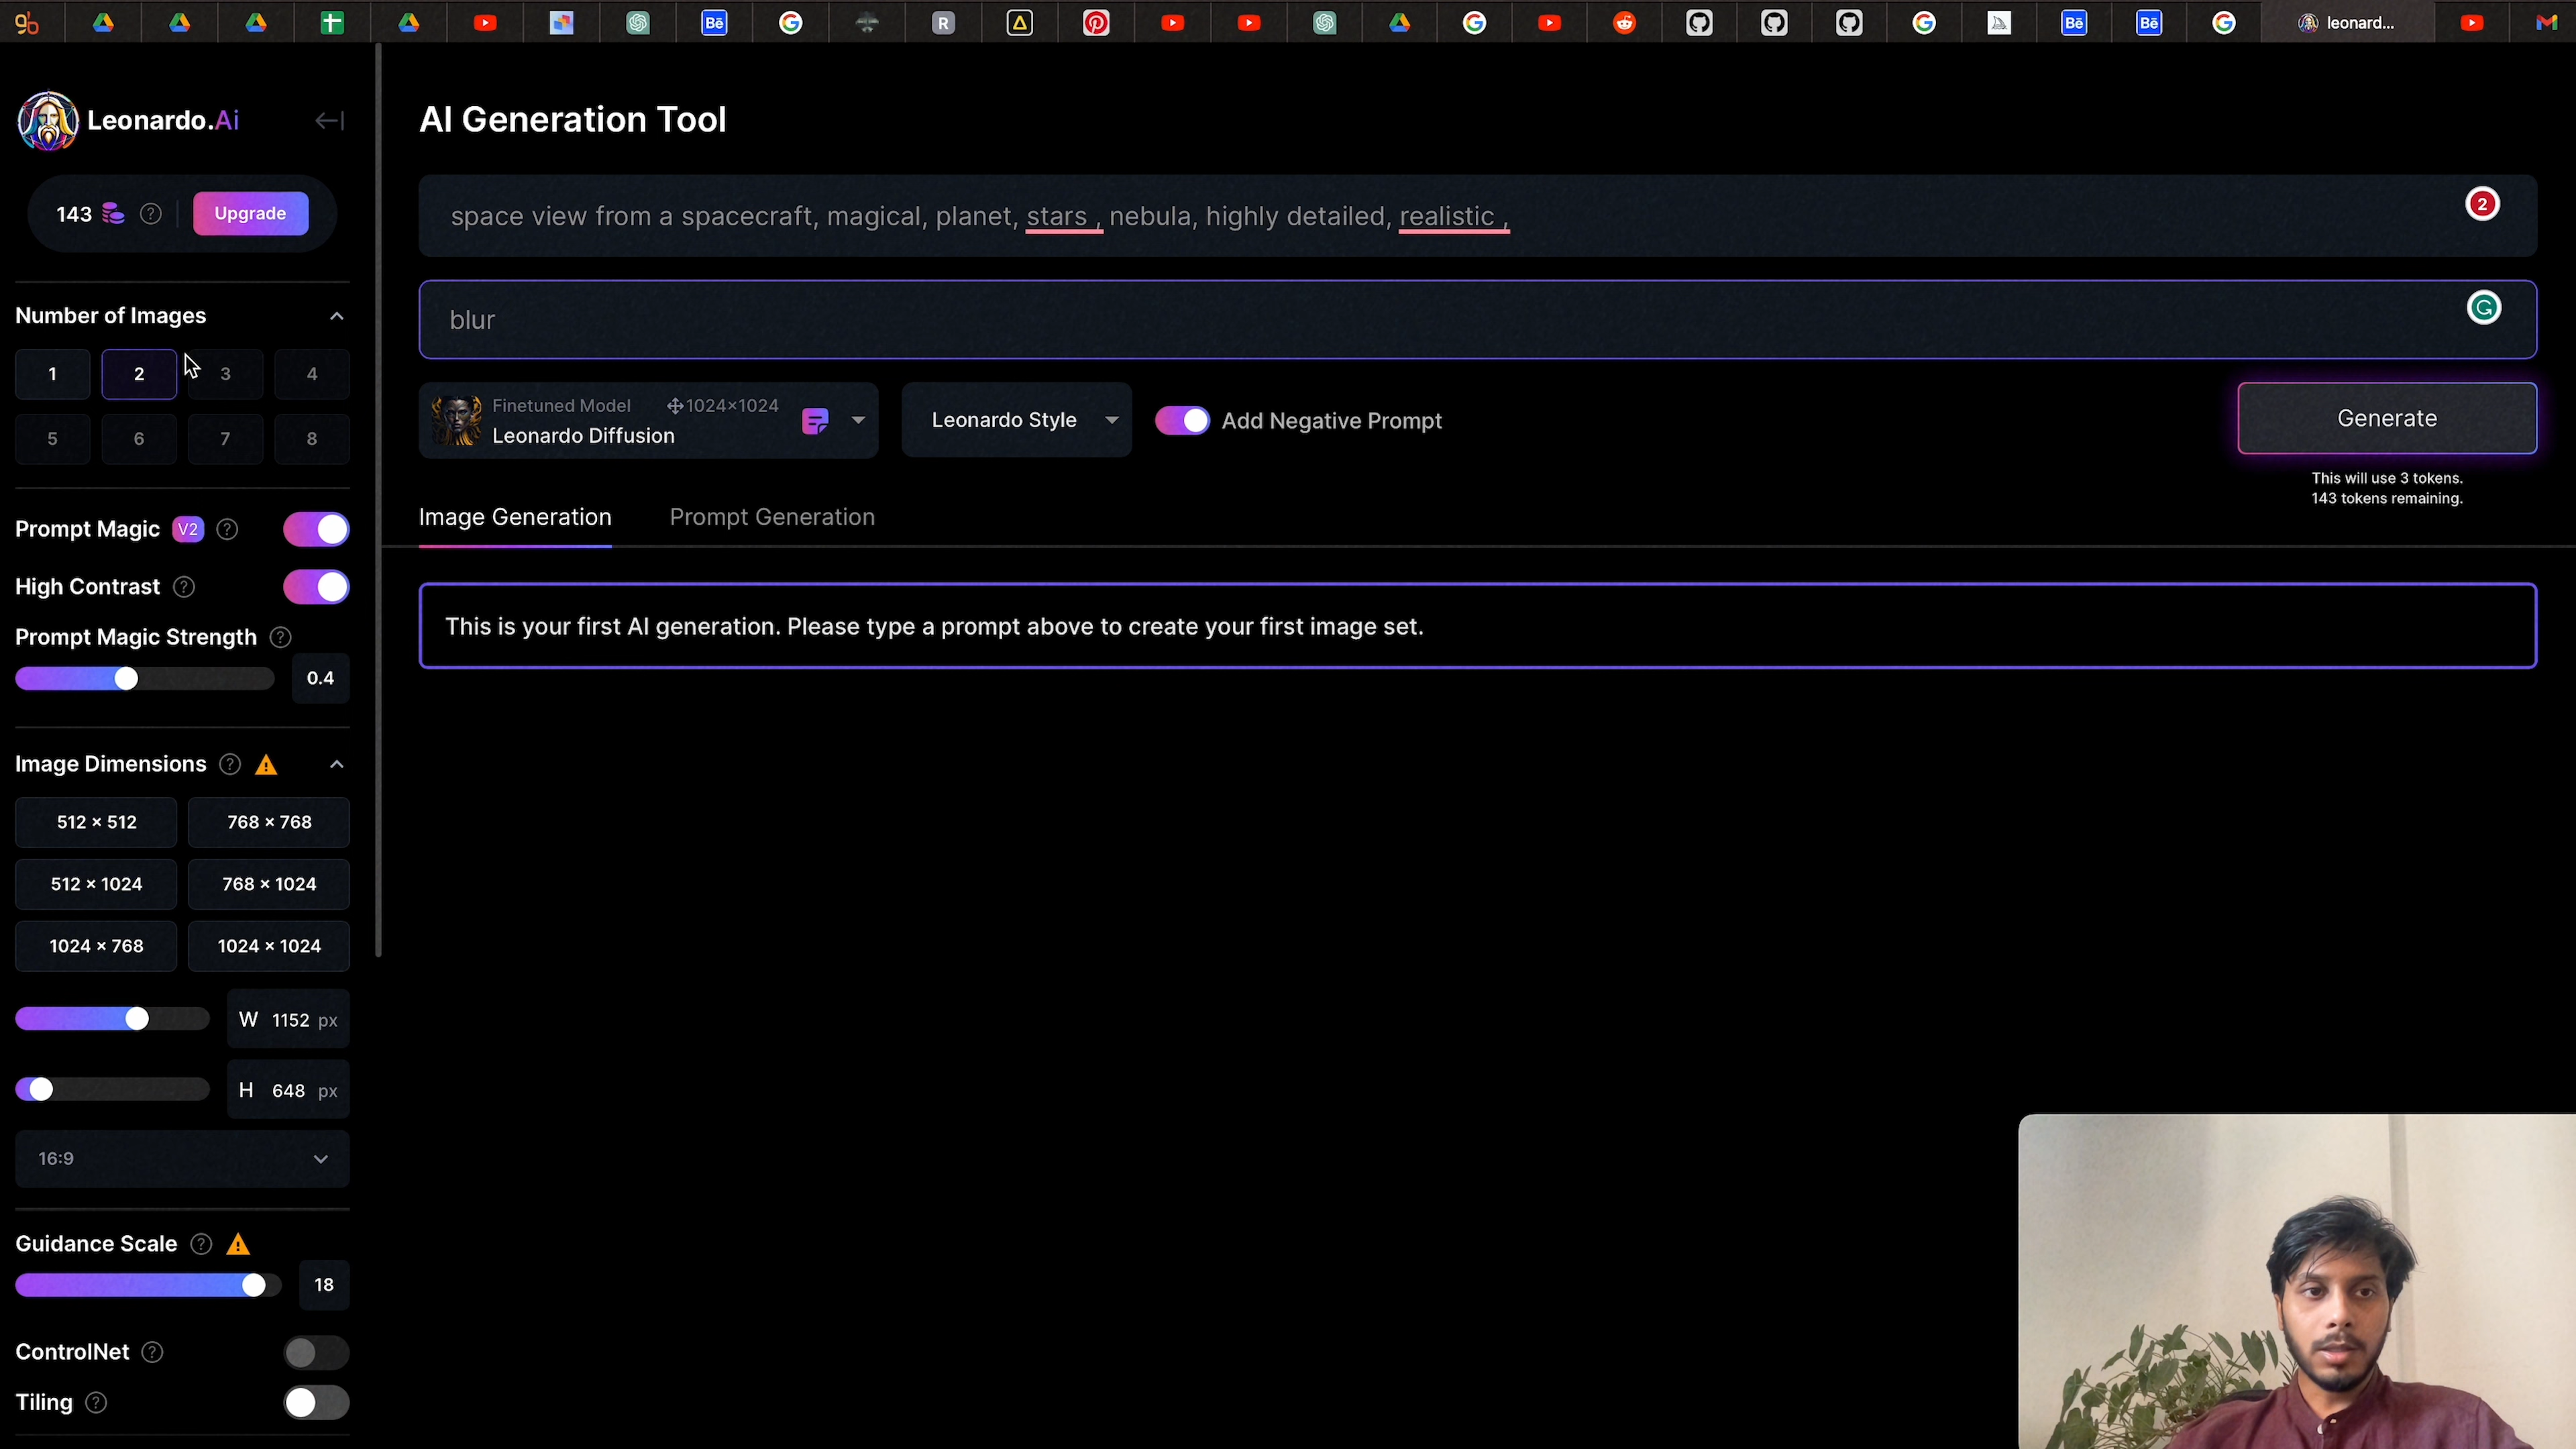 leonard...
Leonardo.Ai
143 Upgrade
Number of Images
1 2 3 4
5 6 7 8
Prompt Magic V2
High Contrast
Prompt Magic Strength
0.4
Image Dimensions
512 × 512 768 × 768
512 × 1024 768 × 1024
1024 × 768 1024 × 1024
W 1152 px
H 648 px
16:9
Guidance Scale
18
ControlNet
Tiling
AI Generation Tool
space view from a spacecraft, magical, planet, stars , nebula, highly detailed, realistic ,
2
blur
Finetuned Model 1024×1024
Leonardo Diffusion
Leonardo Style
Add Negative Prompt
Generate
This will use 3 tokens.
143 tokens remaining.
Image Generation Prompt Generation
This is your first AI generation. Please type a prompt above to create your first image set.